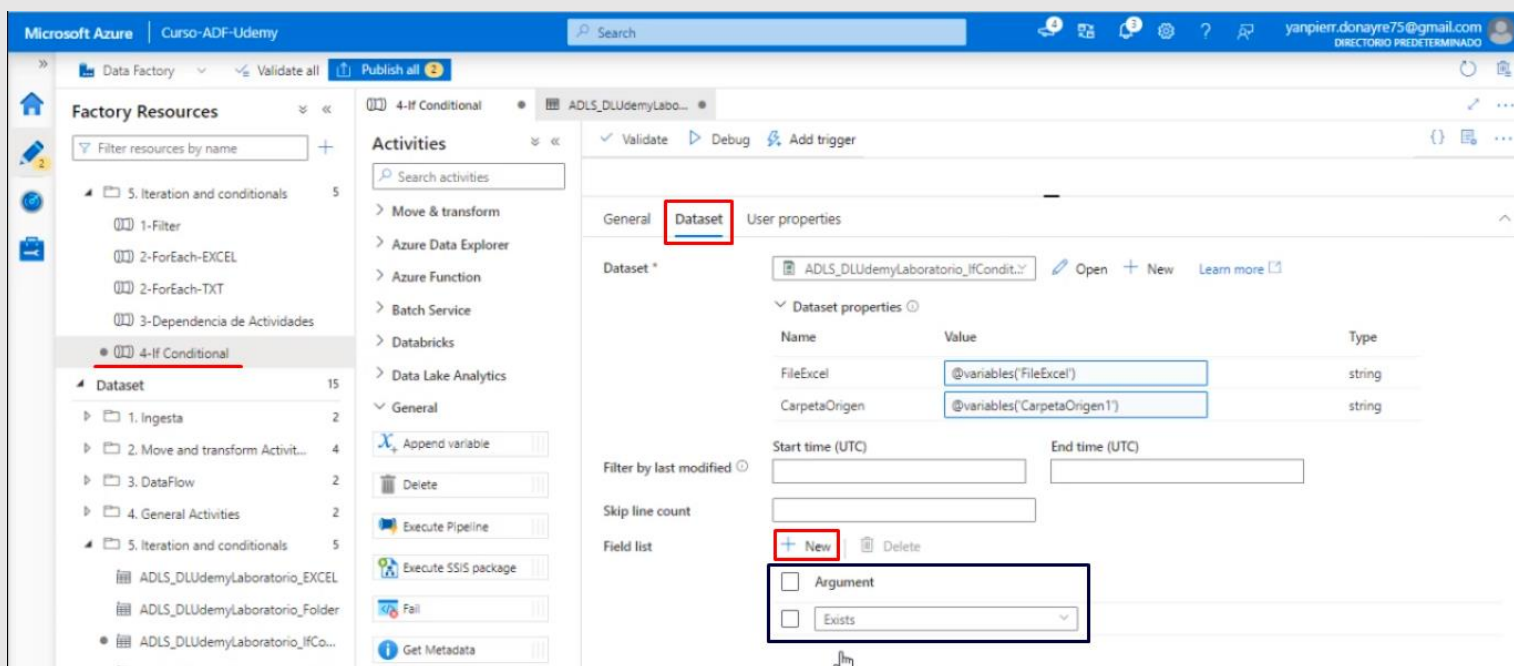 Microsoft Azure | Curso-ADF-Udemy
Search
4
3
yanpierr.donayre75@gmail.com
DIRECTORIO PREDETERMINADO
Data Factory
Validate all
Publish all 2
2
Factory Resources
Filter resources by name
5. Iteration and conditionals 5
1-Filter
2-ForEach-EXCEL
2-ForEach-TXT
3-Dependencia de Actividades
4-If Conditional
Dataset 15
1. Ingesta 2
2. Move and transform Activit... 4
3. DataFlow 2
4. General Activities 2
5. Iteration and conditionals 5
ADLS_DLUdemyLaboratorio_EXCEL
ADLS_DLUdemyLaboratorio_Folder
ADLS_DLUdemyLaboratorio_IfCo...
4-If Conditional
ADLS_DLUdemyLabo...
Activities
Search activities
Move & transform
Azure Data Explorer
Azure Function
Batch Service
Databricks
Data Lake Analytics
General
Append variable
Delete
Execute Pipeline
Execute SSIS package
Fail
Get Metadata
Validate
Debug
Add trigger
General
Dataset
User properties
Dataset *
ADLS_DLUdemyLaboratorio_IfCondit...
Open
New
Learn more
Dataset properties
Name Value Type
FileExcel @variables('FileExcel') string
CarpetaOrigen @variables('CarpetaOrigen1') string
Start time (UTC) End time (UTC)
Filter by last modified
Skip line count
Field list
New
Delete
Argument
Exists